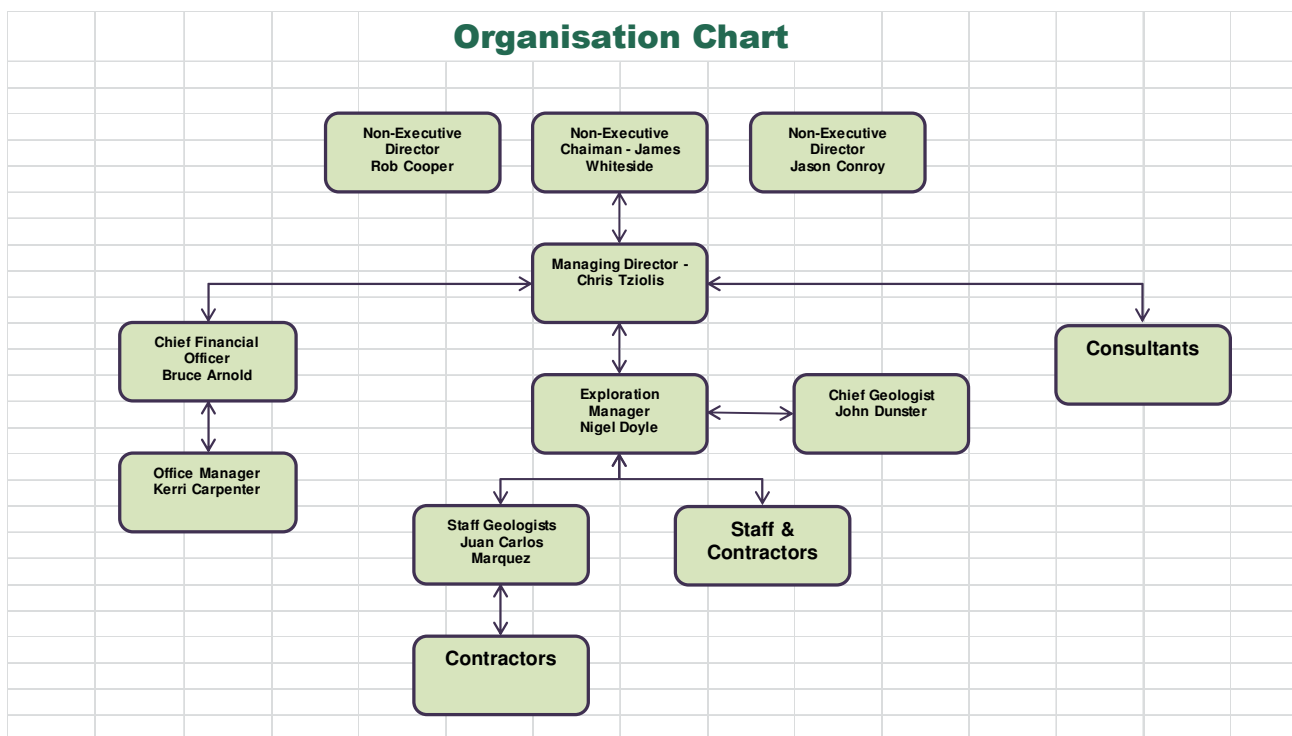 Organisation Chart
Non-Executive
Director
Rob Cooper
Non-Executive
Chaiman - James
Whiteside
Non-Executive
Director
Jason Conroy
Managing Director -
Chris Tziolis
Chief Financial
Officer
Bruce Arnold
Consultants
Exploration
Manager
Nigel Doyle
Chief Geologist
John Dunster
Office Manager
Kerri Carpenter
Staff Geologists
Juan Carlos
Marquez
Staff &
Contractors
Contractors